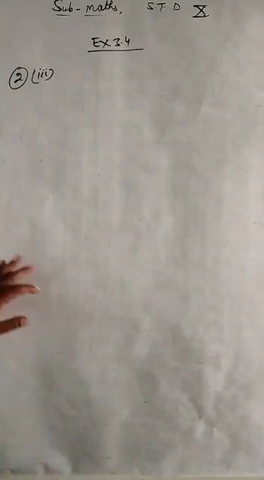 Sub- Maths, S.T.D X
Ex 3.4
2 (iii)